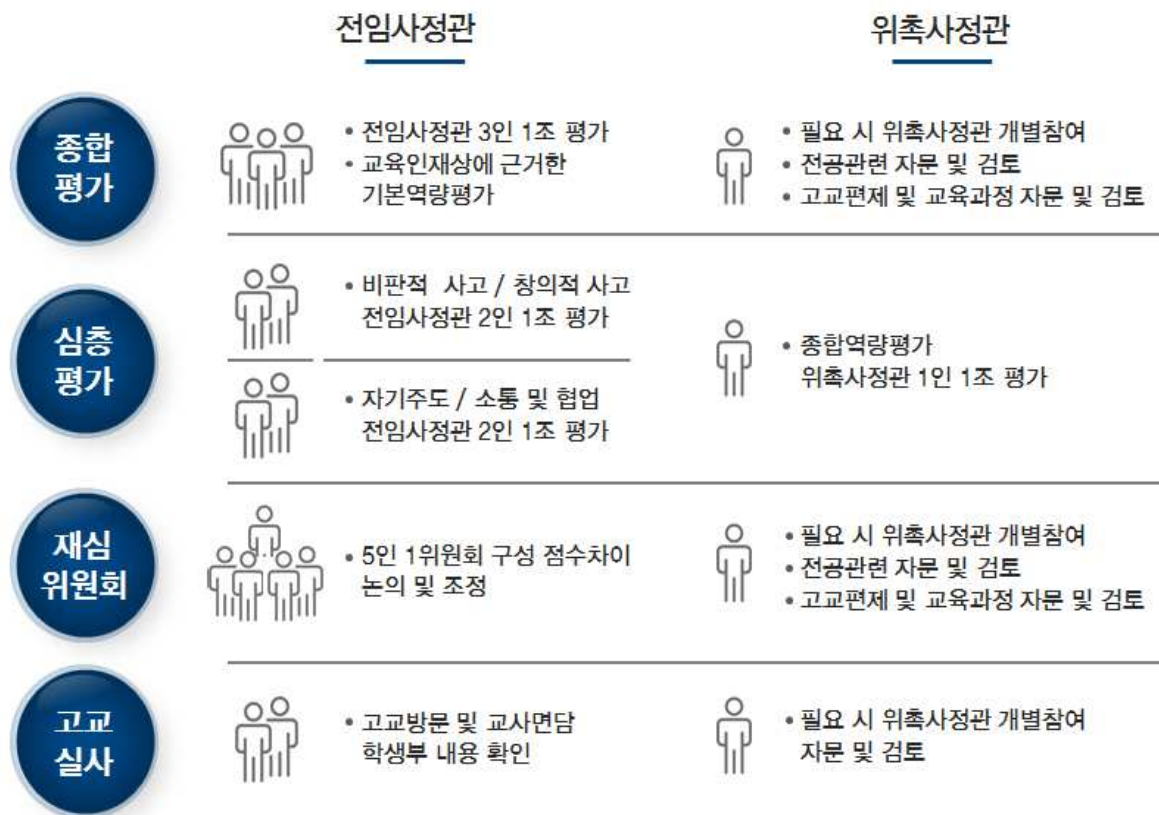 전임사정관
위촉사정관
종합
평가
• 전임사정관 3인 1조 평가
• 교육인재상에 근거한
기본역량평가
• 필요 시 위촉사정관 개별참여
• 전공관련 자문 및 검토
• 고교편제 및 교육과정 자문 및 검토
심층
평가
• 비판적 사고 / 창의적 사고
전임사정관 2인 1조 평가
• 자기주도 / 소통 및 협업
전임사정관 2인 1조 평가
• 종합역량평가
위촉사정관 1인 1조 평가
재심
위원회
• 5인 1위원회 구성 점수차이
논의 및 조정
• 필요 시 위촉사정관 개별참여
• 전공관련 자문 및 검토
• 고교편제 및 교육과정 자문 및 검토
고교
실사
• 고교방문 및 교사면담
학생부 내용 확인
• 필요 시 위촉사정관 개별참여
자문 및 검토